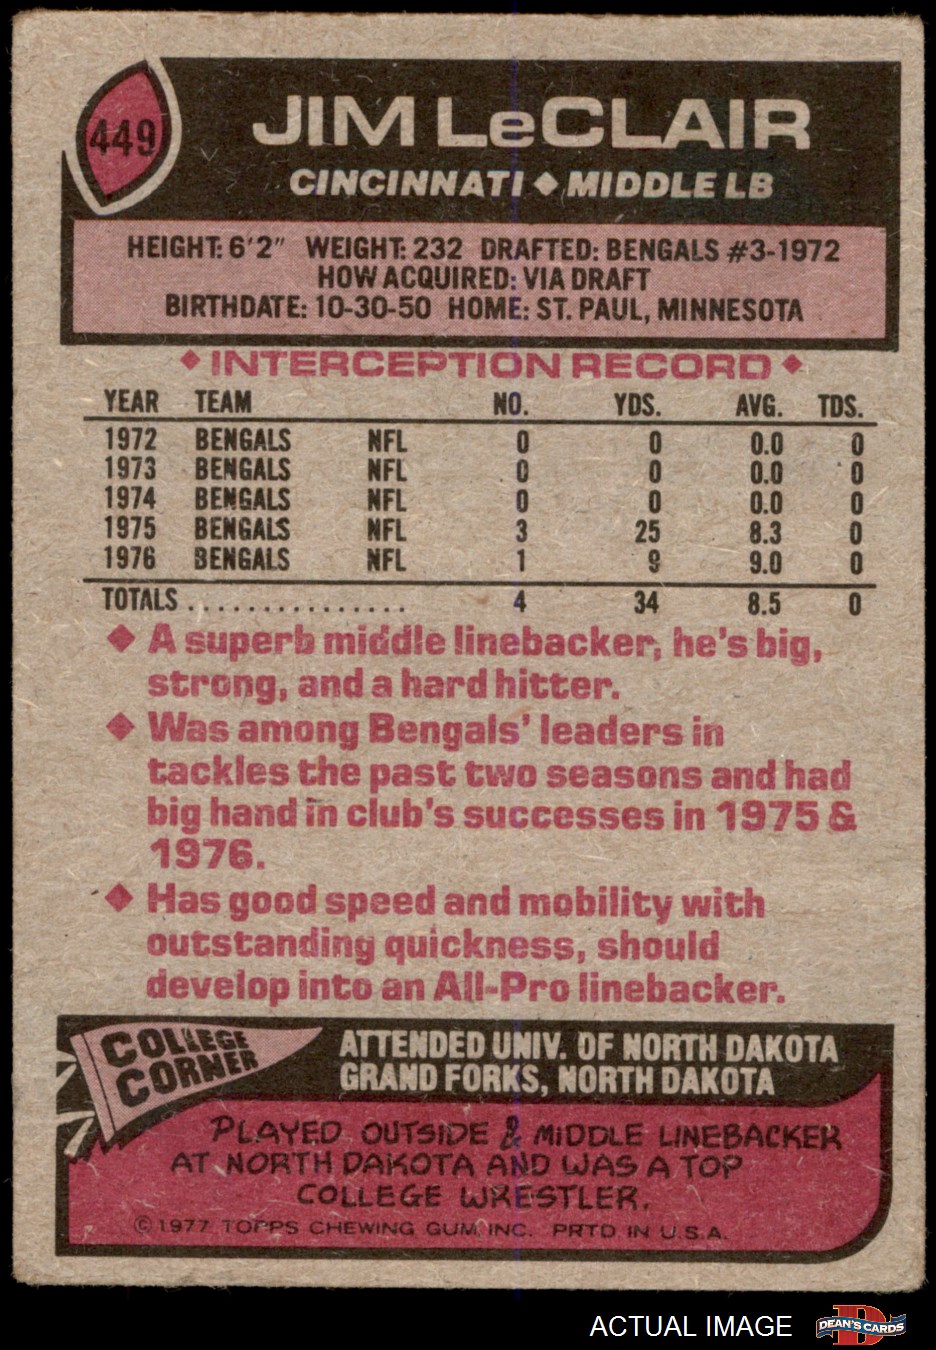 449
JIM LeCLAIR
CINCINNATI ◆ MIDDLE LB
HEIGHT: 6'2" WEIGHT: 232 DRAFTED: BENGALS #3-1972
HOW ACQUIRED: VIA DRAFT
BIRTHDATE: 10-30-50 HOME: ST. PAUL, MINNESOTA
◆ INTERCEPTION RECORD ◆
YEAR TEAM NO. YDS. AVG. TDS.
1972 BENGALS NFL 0 0 0.0 0
1973 BENGALS NFL 0 0 0.0 0
1974 BENGALS NFL 0 0 0.0 0
1975 BENGALS NFL 3 25 8.3 0
1976 BENGALS NFL 1 9 9.0 0
TOTALS ............... 4 34 8.5 0
◆ A superb middle linebacker, he's big,
strong, and a hard hitter.
◆ Was among Bengals' leaders in
tackles the past two seasons and had
big hand in club's successes in 1975 &
1976.
◆ Has good speed and mobility with
outstanding quickness, should
develop into an All-Pro linebacker.
COLLEGE
CORNER
ATTENDED UNIV. OF NORTH DAKOTA
GRAND FORKS, NORTH DAKOTA
PLAYED OUTSIDE & MIDDLE LINEBACKER
AT NORTH DAKOTA AND WAS A TOP
COLLEGE WRESTLER.
© 1977 TOPPS CHEWING GUM, INC. PRTD. IN U.S.A.
ACTUAL IMAGE
DEAN'S CARDS